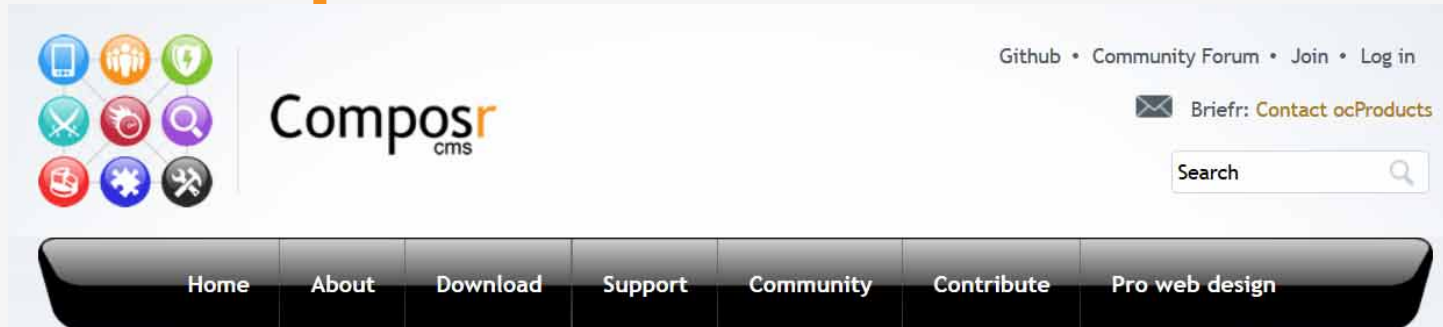 Github • Community Forum • Join • Log in
Composr
cms
Briefr: Contact ocProducts
Search
Home About Download Support Community Contribute Pro web design